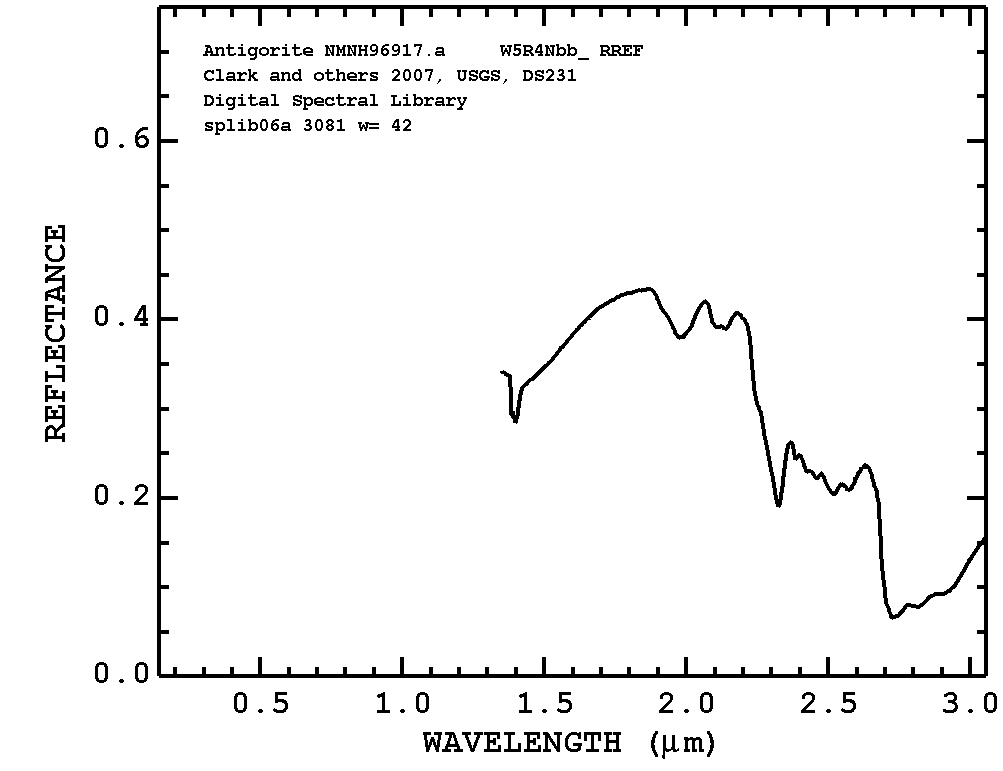 Antigorite NMNH96917.a W5R4Nbb_ RREF
Clark and others 2007, USGS, DS231
Digital Spectral Library
splib06a 3081 w= 42
0.6
0.4
0.2
0.0
REFLECTANCE
0.5 1.0 1.5 2.0 2.5 3.0
WAVELENGTH (μm)